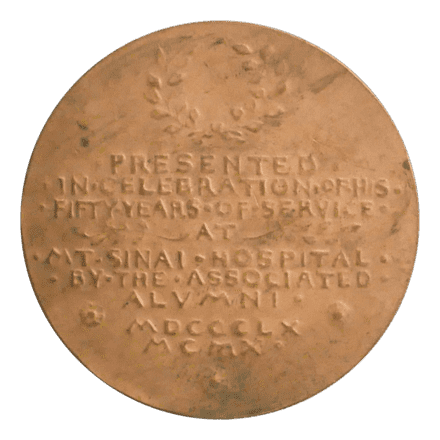 PRESENTED
· IN · CELEBRATION · OF HIS ·
· FIFTY · YEARS · OF · SERVICE ·
AT
· MT · SINAI · HOSPITAL ·
· BY · THE · ASSOCIATED ·
ALVMNI ·
MDCCCLX
MCMX ·